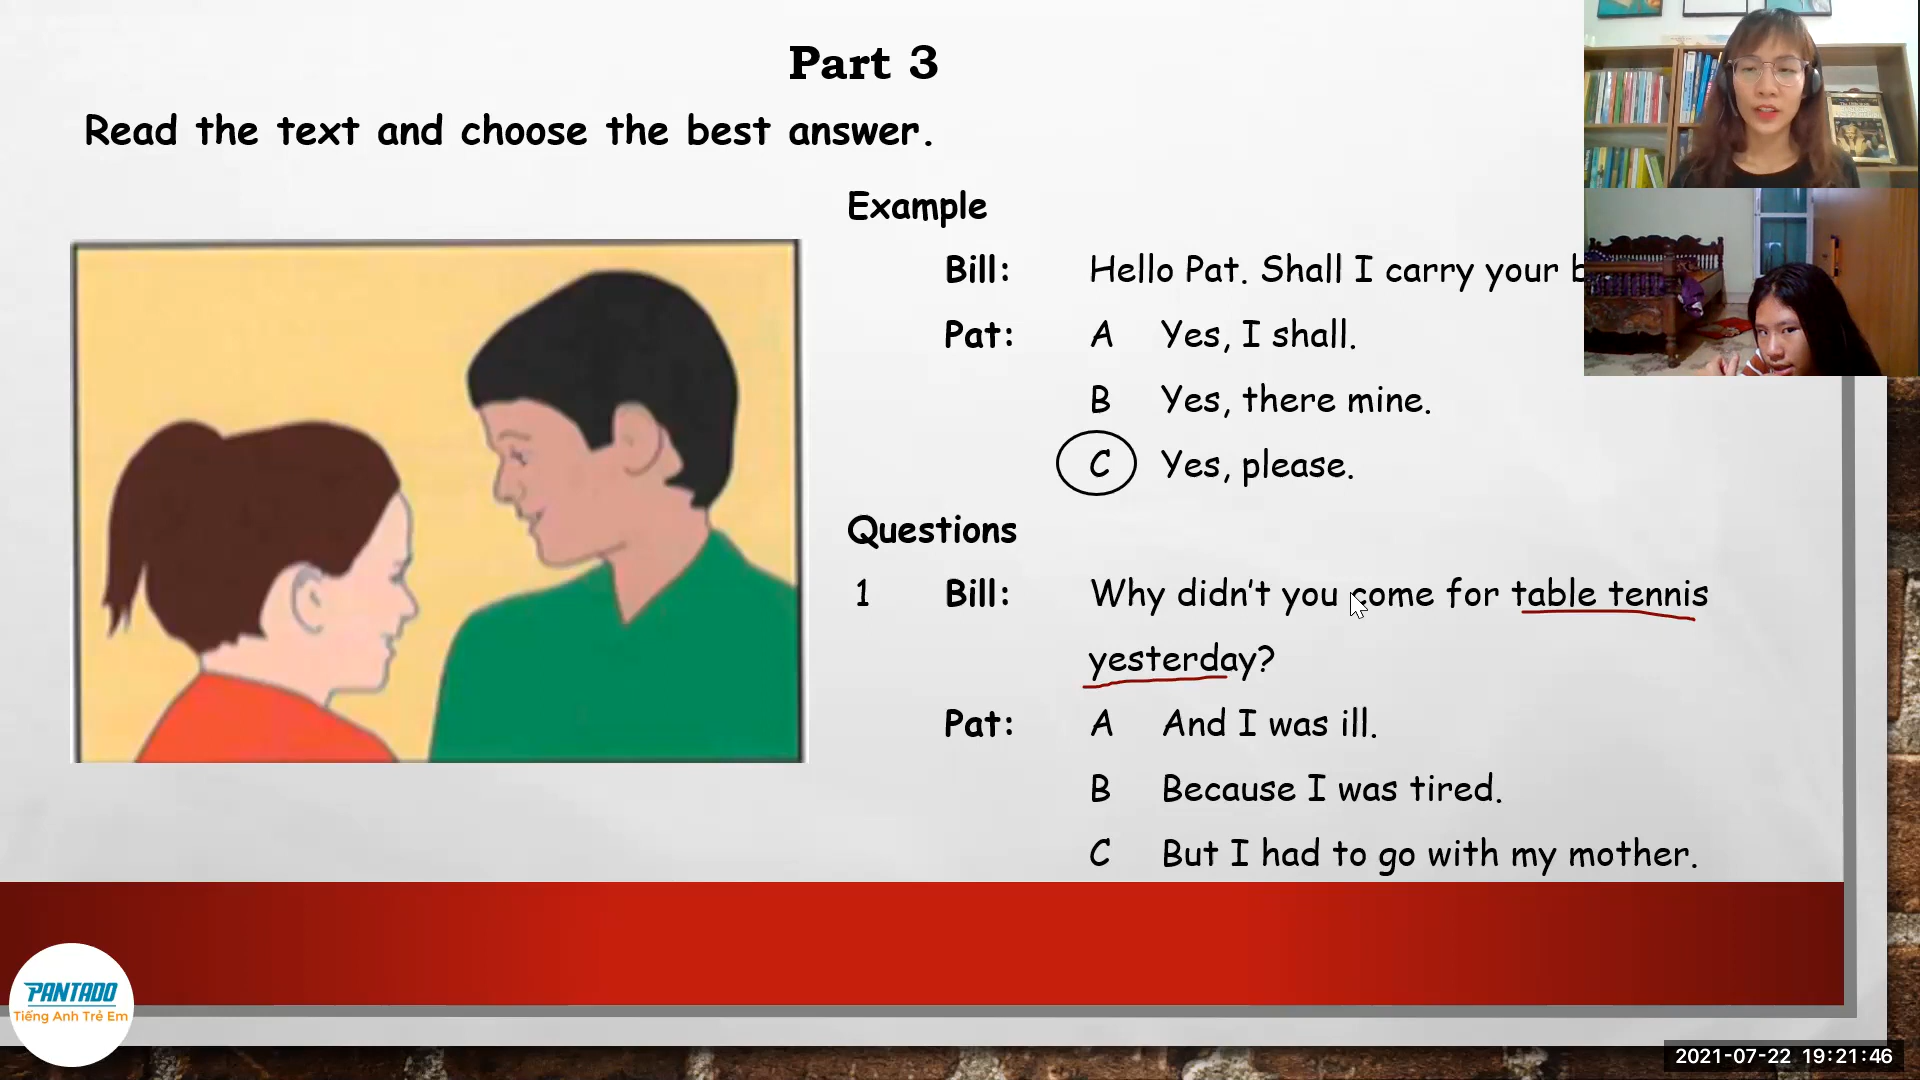 Part 3
Read the text and choose the best answer.
Example
Bill: Hello Pat. Shall I carry your
Pat: A Yes, I shall.
B Yes, there mine.
C Yes, please.
Questions
1 Bill: Why didn't you come for table tennis
yesterday?
Pat: A And I was ill.
B Because I was tired.
C But I had to go with my mother.
PANTADO
Tiếng Anh Trẻ Em
2021-07-22 19:21:46